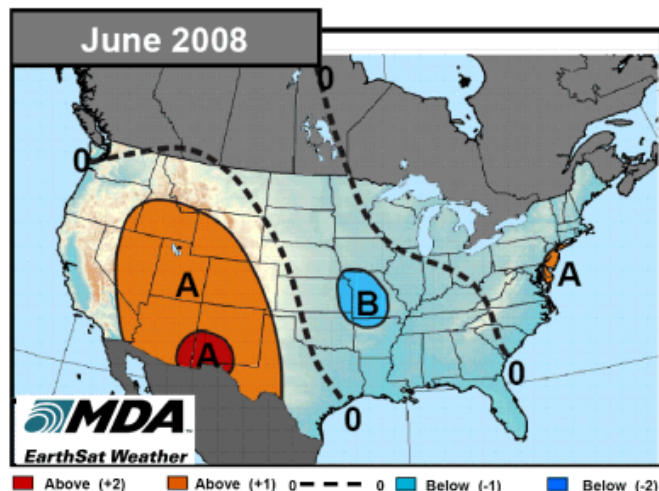 June 2008
0
0
A
A
B
A
0
0
MDA
EarthSat Weather
Above (+2) Above (+1) 0 0 Below (-1) Below (-2)